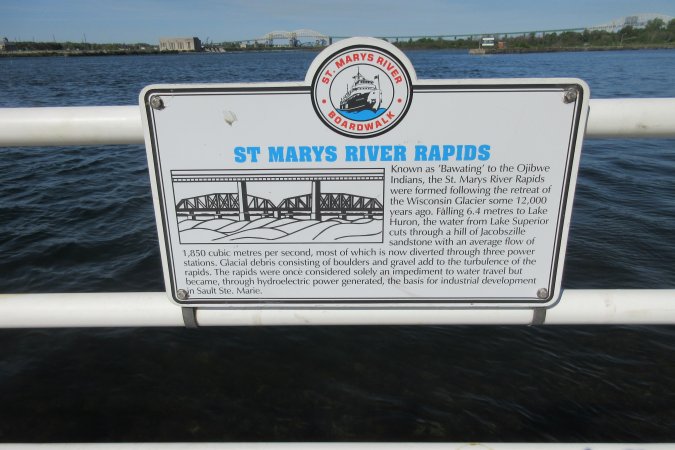 ST. MARYS RIVER
• BOARDWALK •
ST MARYS RIVER RAPIDS
Known as 'Bawating' to the Ojibwe
Indians, the St. Marys River Rapids
were formed following the retreat of
the Wisconsin Glacier some 12,000
years ago. Falling 6.4 metres to Lake
Huron, the water from Lake Superior
cuts through a hill of Jacobszille
sandstone with an average flow of
1,850 cubic metres per second, most of which is now diverted through three power
stations. Glacial debris consisting of boulders and gravel add to the turbulence of the
rapids. The rapids were once considered solely an impediment to water travel but
became, through hydroelectric power generated, the basis for industrial development
in Sault Ste. Marie.